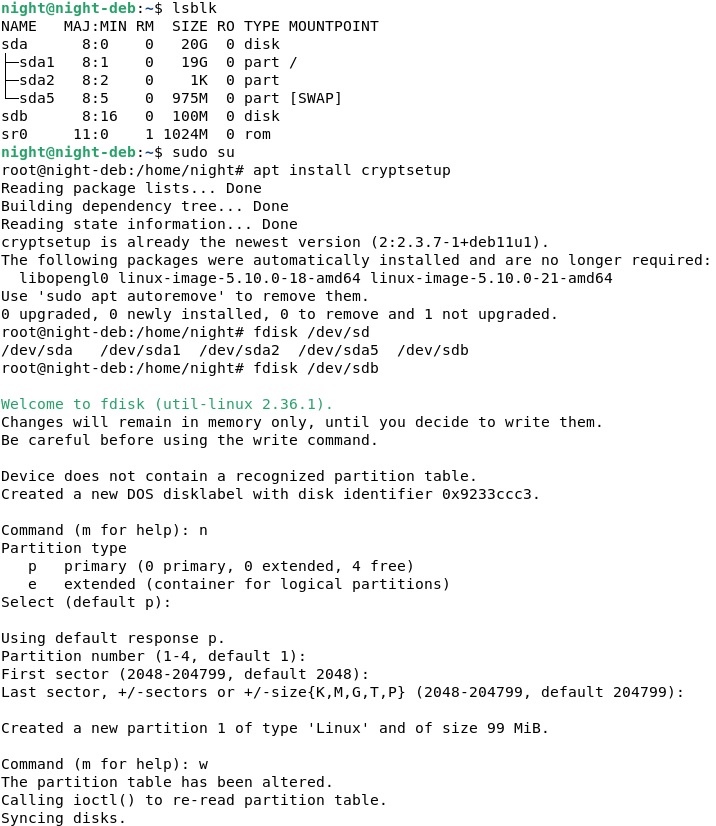 night@night-deb:~$ lsblk
NAME   MAJ:MIN RM  SIZE RO TYPE MOUNTPOINT
sda      8:0    0   20G  0 disk
├─sda1   8:1    0   19G  0 part /
├─sda2   8:2    0    1K  0 part
└─sda5   8:5    0  975M  0 part [SWAP]
sdb      8:16   0  100M  0 disk
sr0     11:0    1 1024M  0 rom
night@night-deb:~$ sudo su
root@night-deb:/home/night# apt install cryptsetup
Reading package lists... Done
Building dependency tree... Done
Reading state information... Done
cryptsetup is already the newest version (2:2.3.7-1+deb11u1).
The following packages were automatically installed and are no longer required:
  libopengl0 linux-image-5.10.0-18-amd64 linux-image-5.10.0-21-amd64
Use 'sudo apt autoremove' to remove them.
0 upgraded, 0 newly installed, 0 to remove and 1 not upgraded.
root@night-deb:/home/night# fdisk /dev/sd
/dev/sda   /dev/sda1  /dev/sda2  /dev/sda5  /dev/sdb
root@night-deb:/home/night# fdisk /dev/sdb

Welcome to fdisk (util-linux 2.36.1).
Changes will remain in memory only, until you decide to write them.
Be careful before using the write command.

Device does not contain a recognized partition table.
Created a new DOS disklabel with disk identifier 0x9233ccc3.

Command (m for help): n
Partition type
   p   primary (0 primary, 0 extended, 4 free)
   e   extended (container for logical partitions)
Select (default p):

Using default response p.
Partition number (1-4, default 1):
First sector (2048-204799, default 2048):
Last sector, +/-sectors or +/-size{K,M,G,T,P} (2048-204799, default 204799):

Created a new partition 1 of type 'Linux' and of size 99 MiB.

Command (m for help): w
The partition table has been altered.
Calling ioctl() to re-read partition table.
Syncing disks.